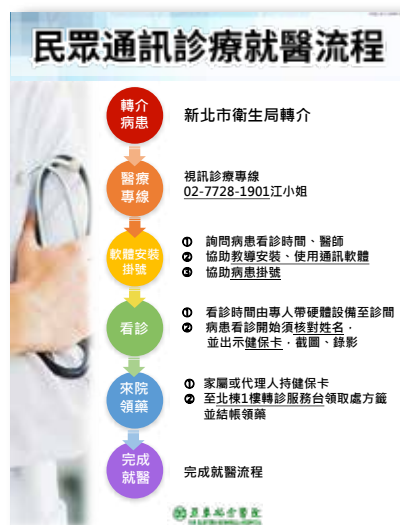 民眾通訊診療就醫流程
轉介
病患
新北市衛生局轉介
醫療
專線
視訊診療專線
02-7728-1901江小姐
軟體安裝
掛號
❶ 詢問病患看診時間、醫師
❷ 協助教導安裝、使用通訊軟體
❸ 協助病患掛號
看診
❶ 看診時間由專人帶硬體設備至診間
❷ 病患看診開始須核對姓名，
並出示健保卡，截圖、錄影
來院
領藥
❶ 家屬或代理人持健保卡
❷ 至北棟1樓轉診服務台領取處方籤
並結帳領藥
完成
就醫
完成就醫流程
亞東紀念醫院